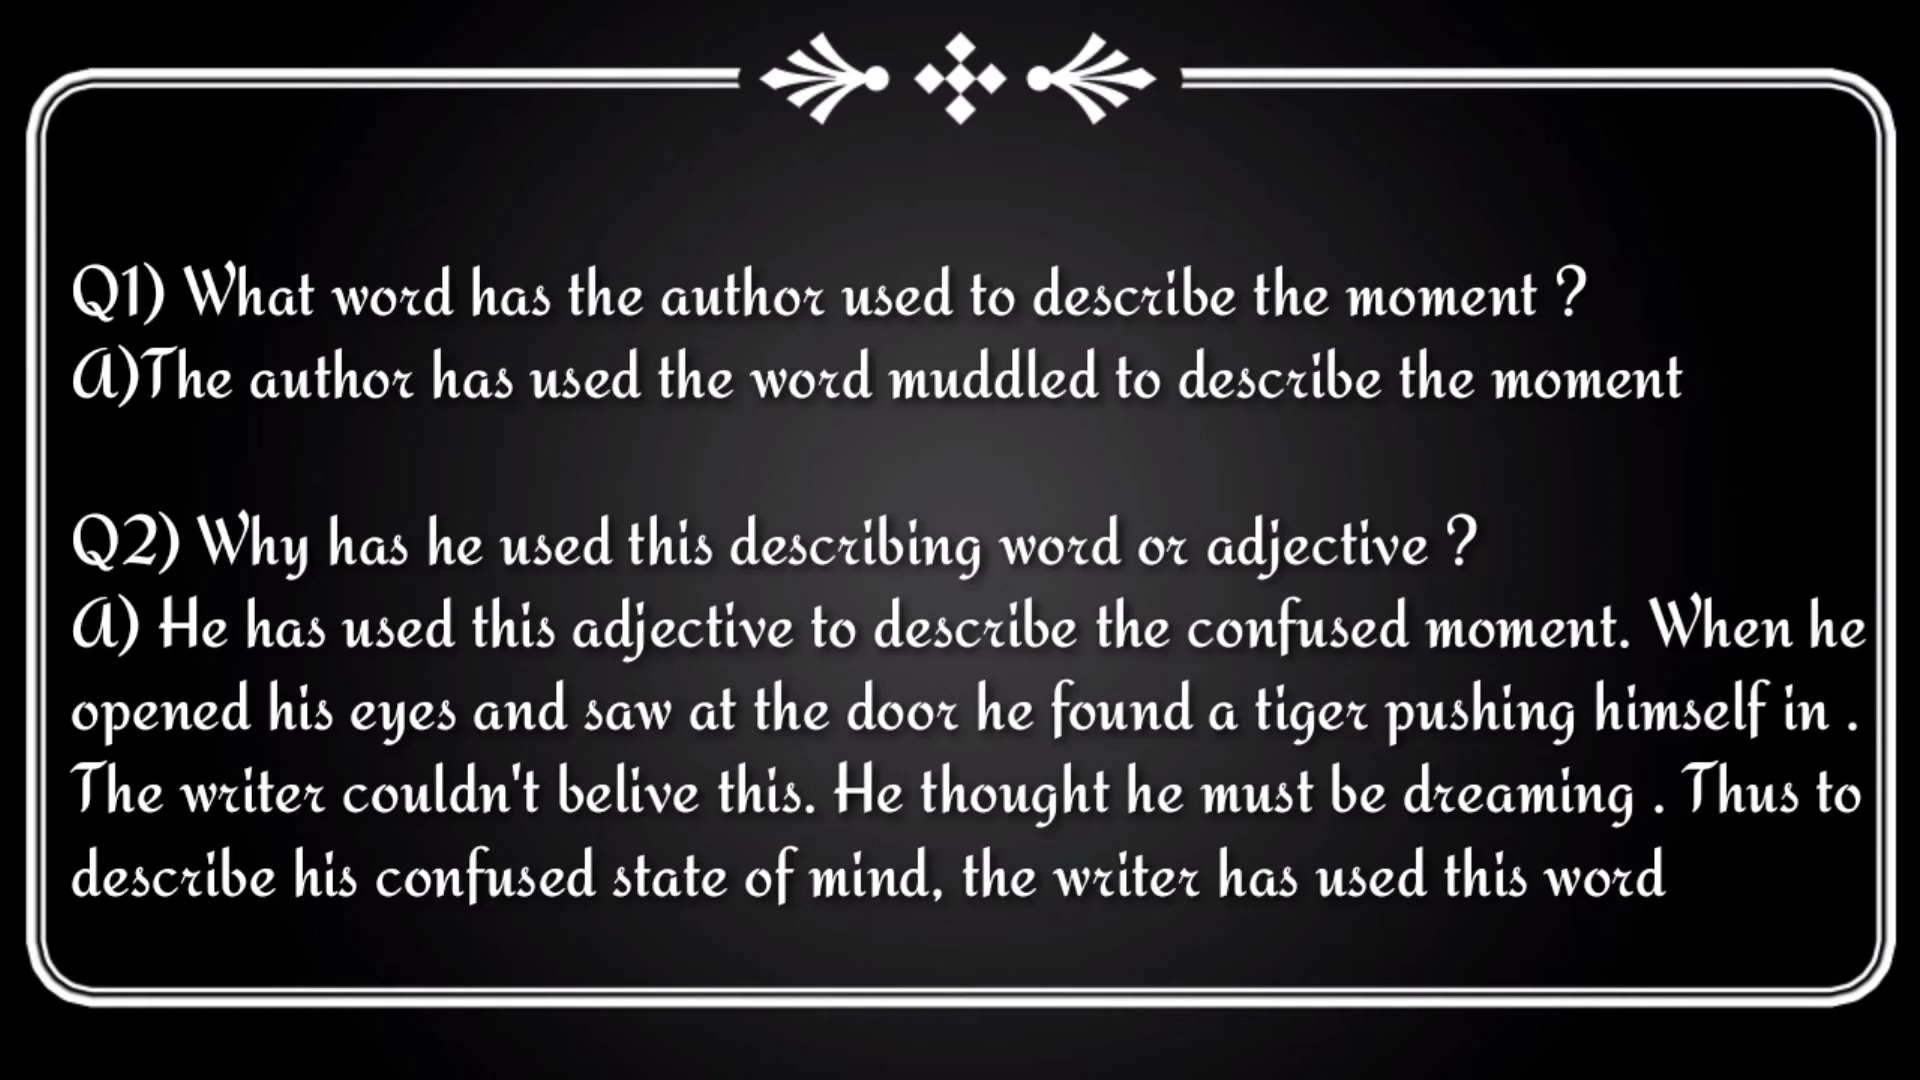 Q1) What word has the author used to describe the moment ?
A)The author has used the word muddled to describe the moment
Q2) Why has he used this describing word or adjective ?
A) He has used this adjective to describe the confused moment. When he
opened his eyes and saw at the door he found a tiger pushing himself in .
The writer couldn't belive this. He thought he must be dreaming . Thus to
describe his confused state of mind, the writer has used this word